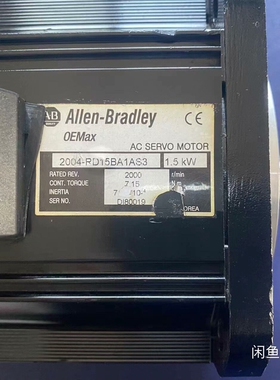 AB Allen-Bradley CE
OEMax
AC SERVO MOTOR
2004-RD15BA1AS3 1.5 kW
RATED REV. 2000 r/min
CONT. TORQUE 7.15
INERTIA
SER NO. DI80019 KOREA
闲鱼